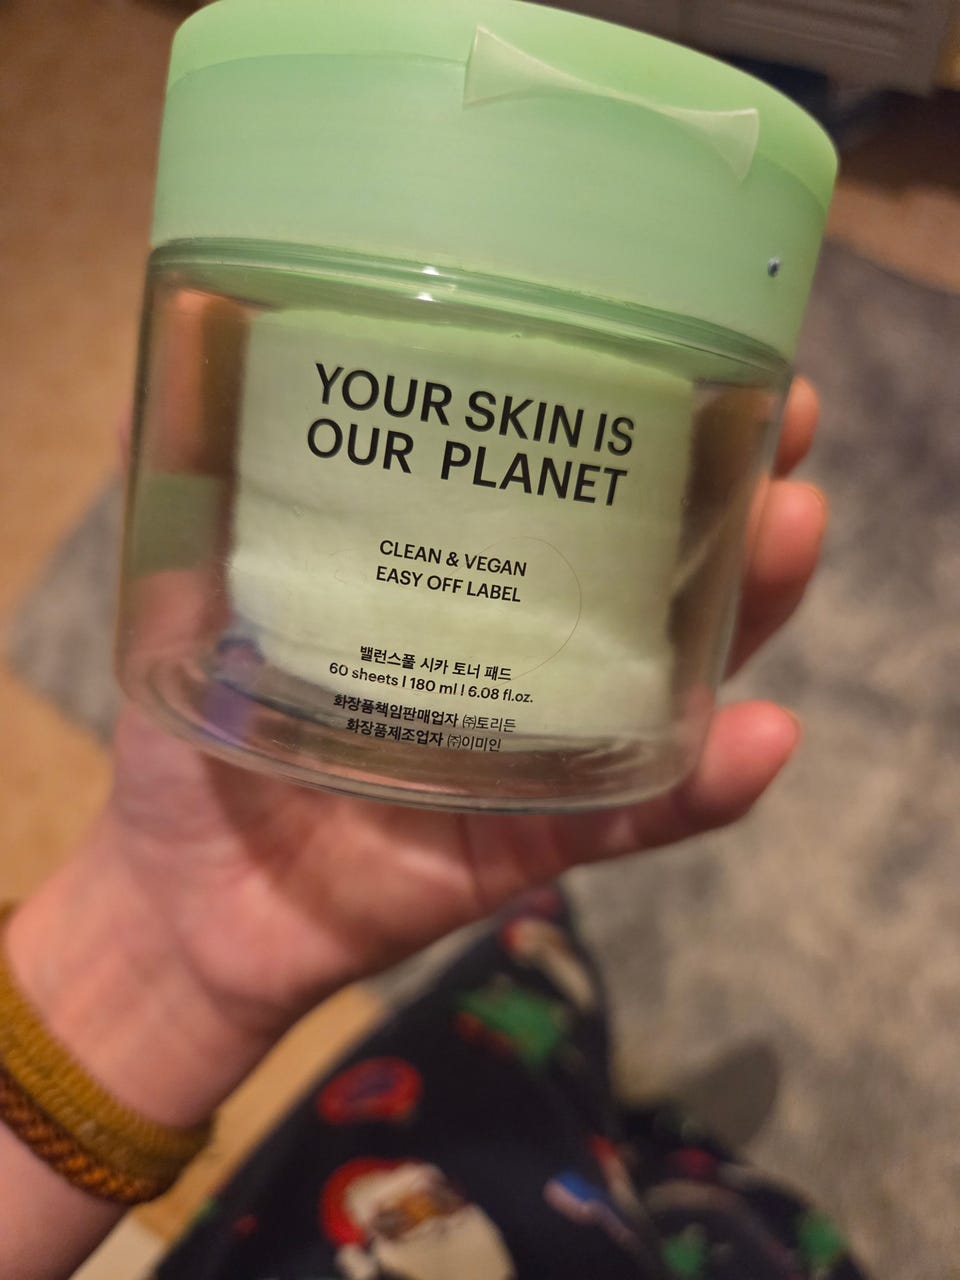 YOUR SKIN IS
OUR PLANET
CLEAN & VEGAN
EASY OFF LABEL
밸런스풀 시카 토너 패드
60 sheets | 180 ml | 6.08 fl.oz.
화장품책임판매업자 ㈜토리든
화장품제조업자 ㈜이미인